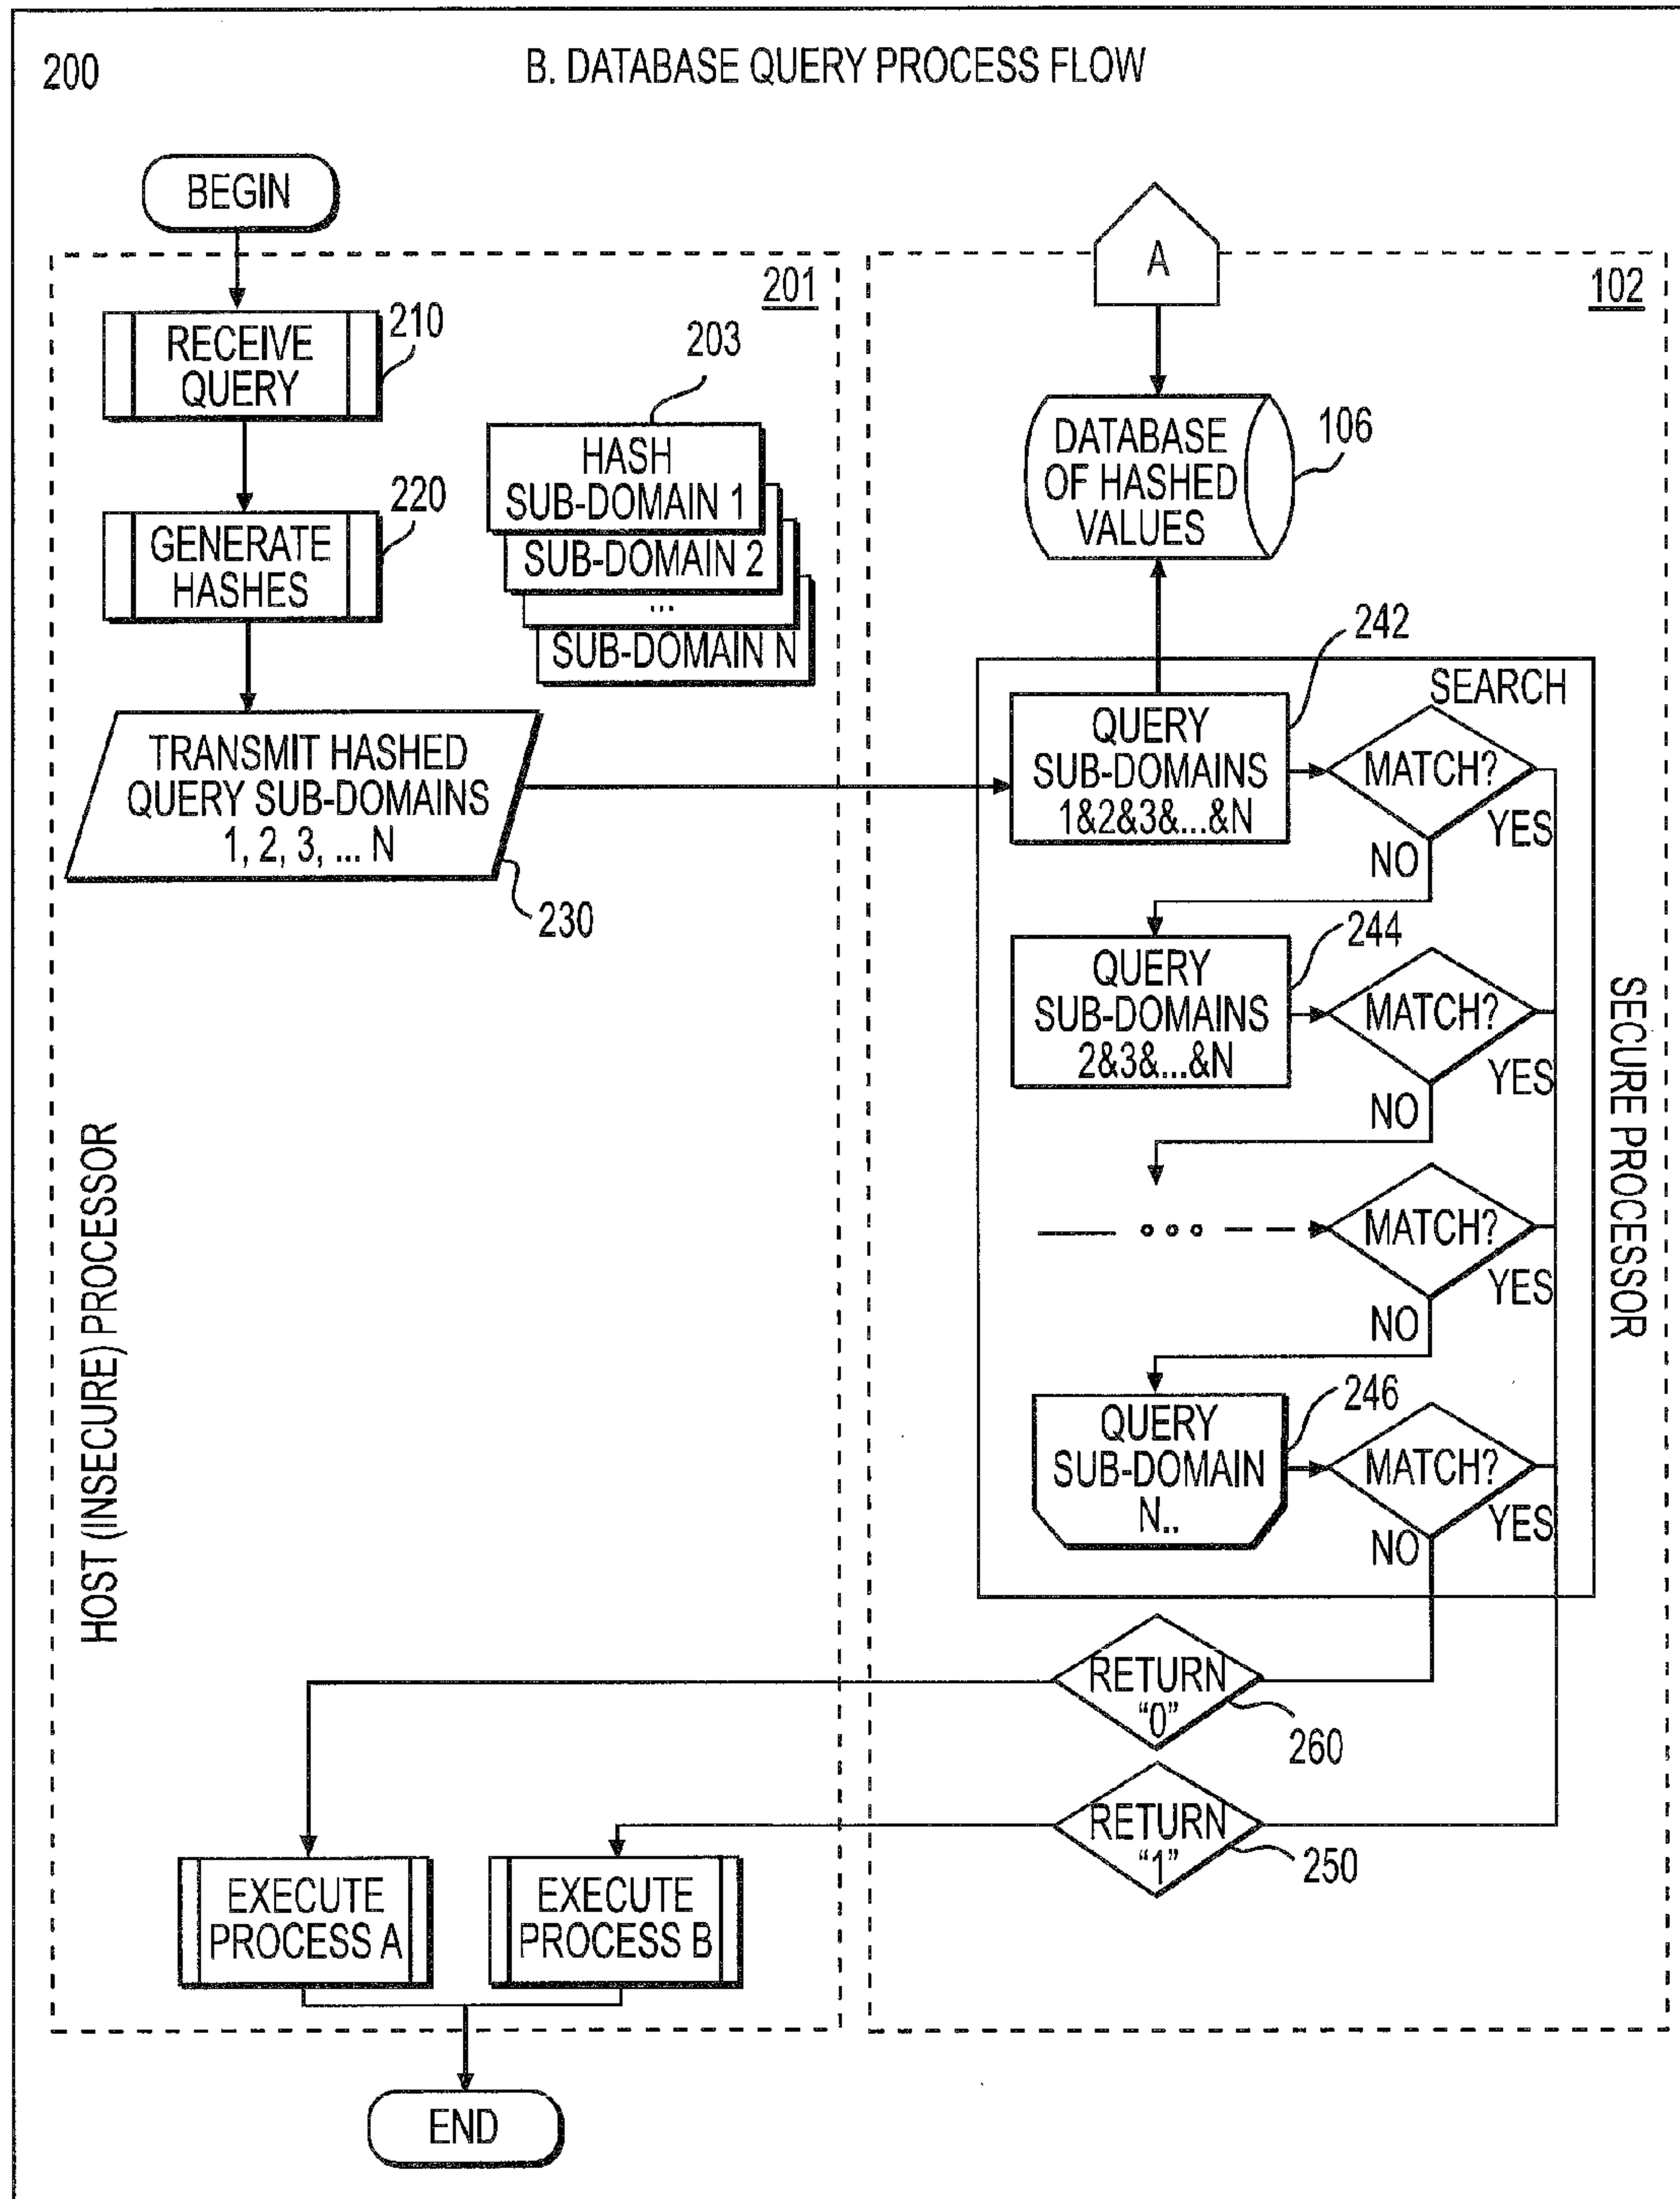 200
B. DATABASE QUERY PROCESS FLOW
BEGIN
201
RECEIVE
QUERY
210
GENERATE
HASHES
220
203
HASH
SUB-DOMAIN 1
SUB-DOMAIN 2
...
SUB-DOMAIN N
TRANSMIT HASHED
QUERY SUB-DOMAINS
1, 2, 3, ... N
230
HOST (INSECURE) PROCESSOR
A
102
DATABASE
OF HASHED
VALUES
106
242
SEARCH
QUERY
SUB-DOMAINS
1&2&3&...&N
MATCH?
YES
NO
244
QUERY
SUB-DOMAINS
2&3&...&N
MATCH?
YES
NO
MATCH?
YES
NO
246
QUERY
SUB-DOMAIN
N..
MATCH?
YES
NO
SECURE PROCESSOR
RETURN
"0"
260
RETURN
"1"
250
EXECUTE
PROCESS A
EXECUTE
PROCESS B
END